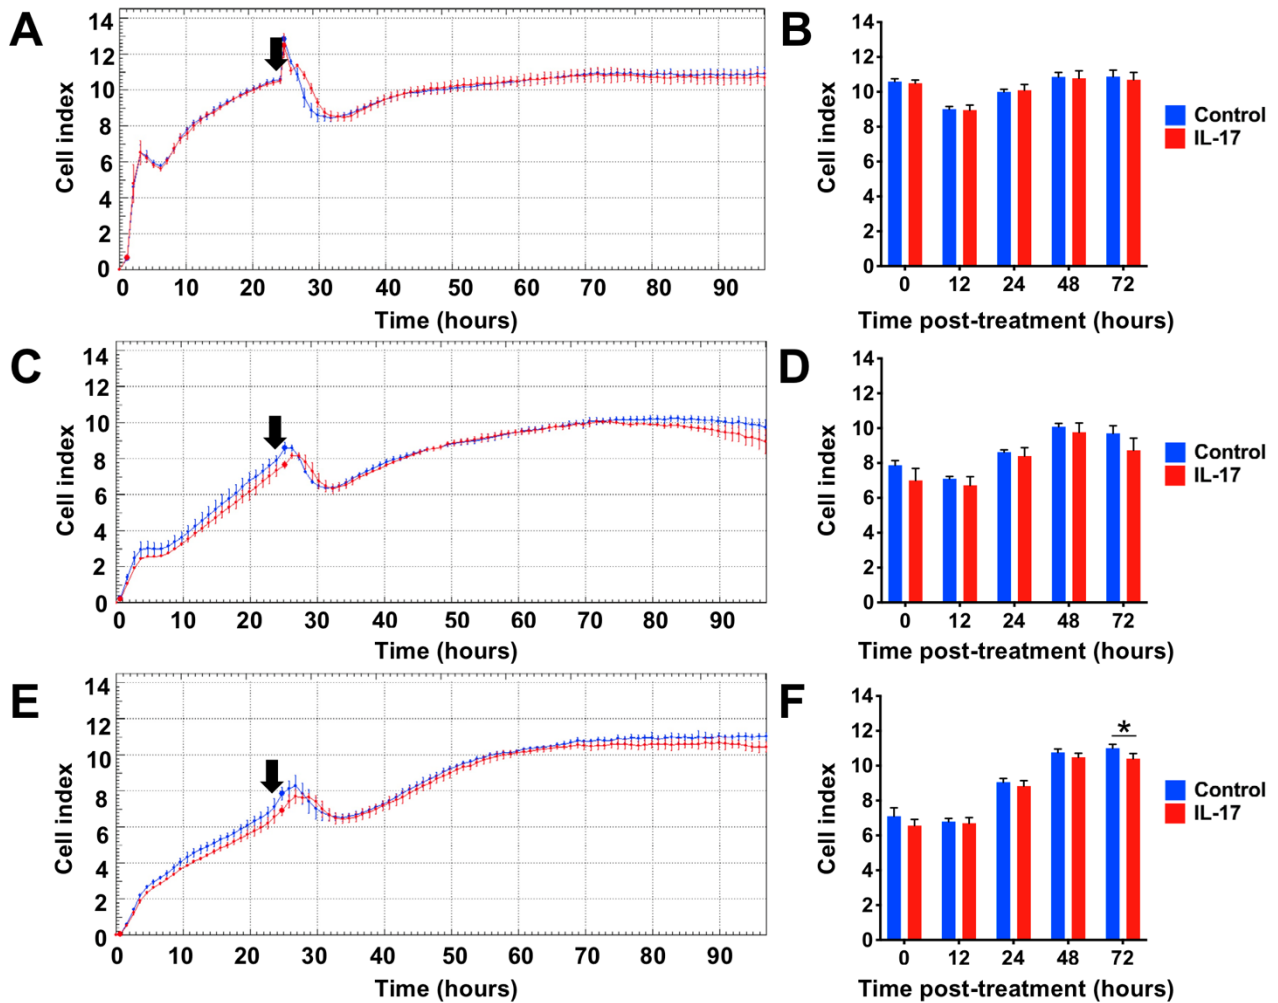 A
Cell index
14
12
10
8
6
4
2
0
0 10 20 30 40 50 60 70 80 90
Time (hours)
B
Cell index
14
12
10
8
6
4
2
0
0 12 24 48 72
Time post-treatment (hours)
Control
IL-17
C
Cell index
14
12
10
8
6
4
2
0
0 10 20 30 40 50 60 70 80 90
Time (hours)
D
Cell index
14
12
10
8
6
4
2
0
0 12 24 48 72
Time post-treatment (hours)
Control
IL-17
E
Cell index
14
12
10
8
6
4
2
0
0 10 20 30 40 50 60 70 80 90
Time (hours)
F
Cell index
14
12
10
8
6
4
2
0
*
0 12 24 48 72
Time post-treatment (hours)
Control
IL-17